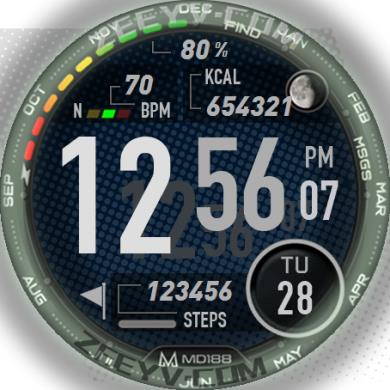 ZEEYV.COM
DEC
NOV
FIND
JAN
80%
OCT
70
KCAL
N
BPM
654321
FEB
MSGS
12 56 PM
07
SEP
MAR
TU
28
AUG
123456
STEPS
APR
MD188
MAY
JUN
ZEEYV.COM